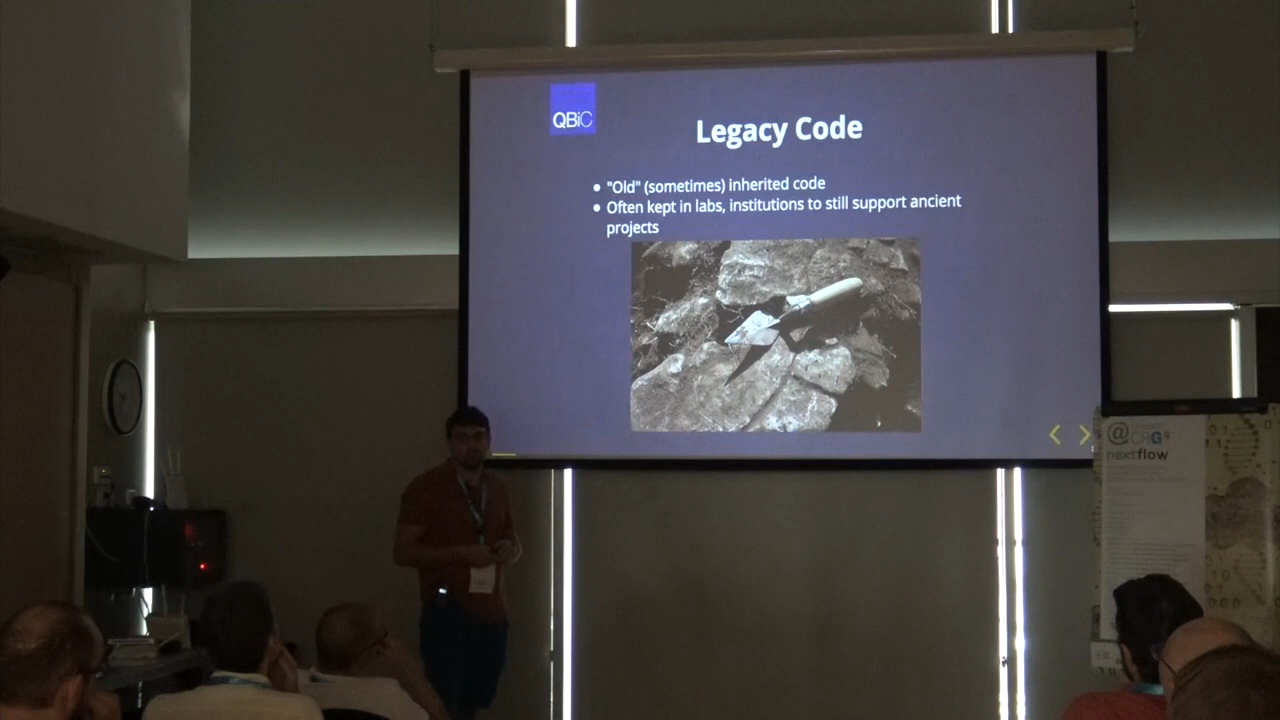 QBiC
Legacy Code
"Old" (sometimes) inherited code
Often kept in labs, institutions to still support ancient
projects
nextflow